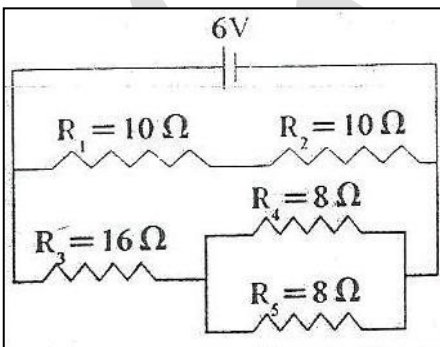 6V
R₁ = 10 Ω R₂ = 10 Ω
R₄ = 8 Ω
R₃ = 16 Ω
R₅ = 8 Ω